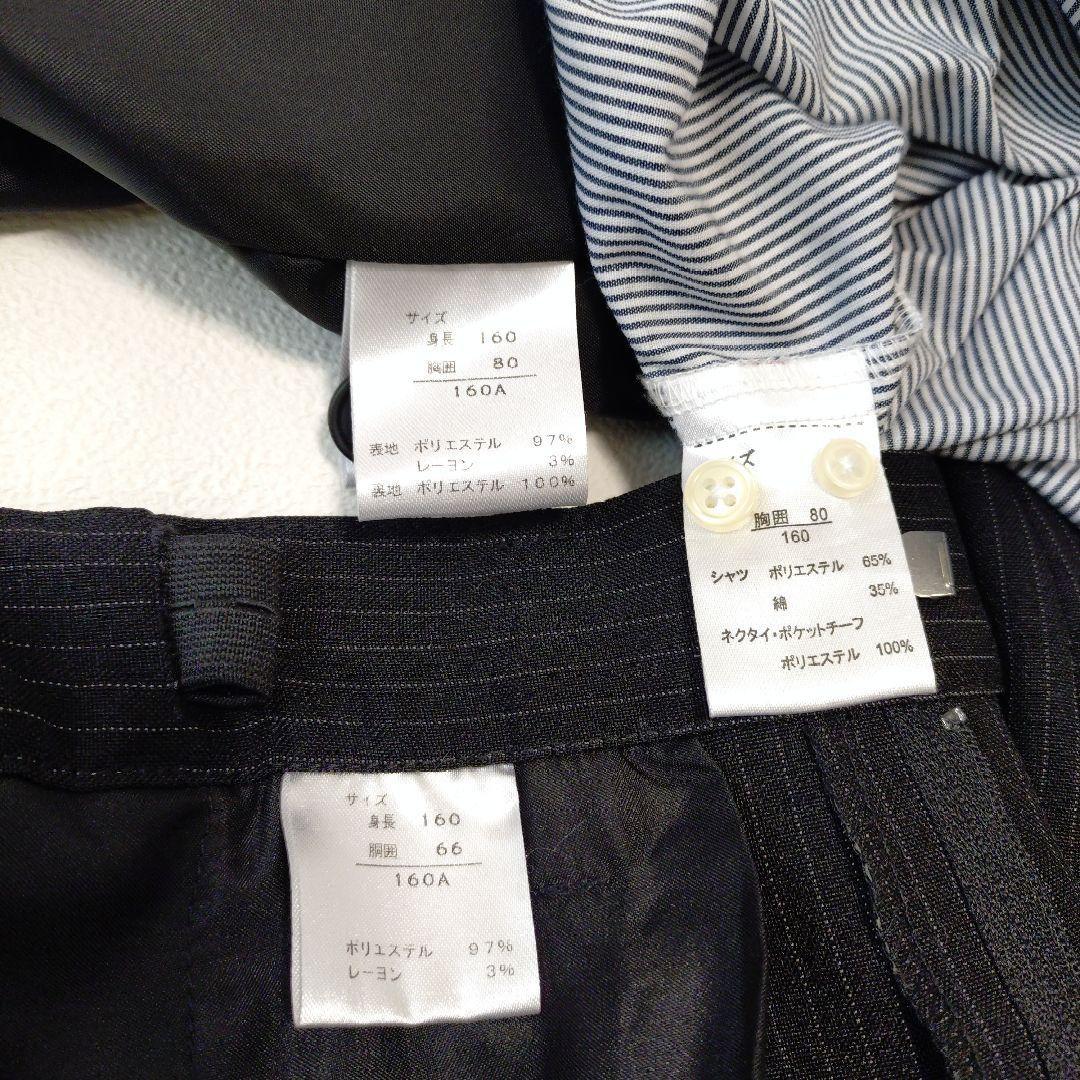 サイズ
身長 160
胸囲 80
160A
表地 ポリエステル 97%
レーヨン 3%
表地 ポリエステル 100%
イズ
胸囲 80
160
シャツ ポリエステル 65%
綿 35%
ネクタイ・ポケットチーフ
ポリエステル 100%
サイズ
身長 160
胴囲 66
160A
ポリエステル 97%
レーヨン 3%